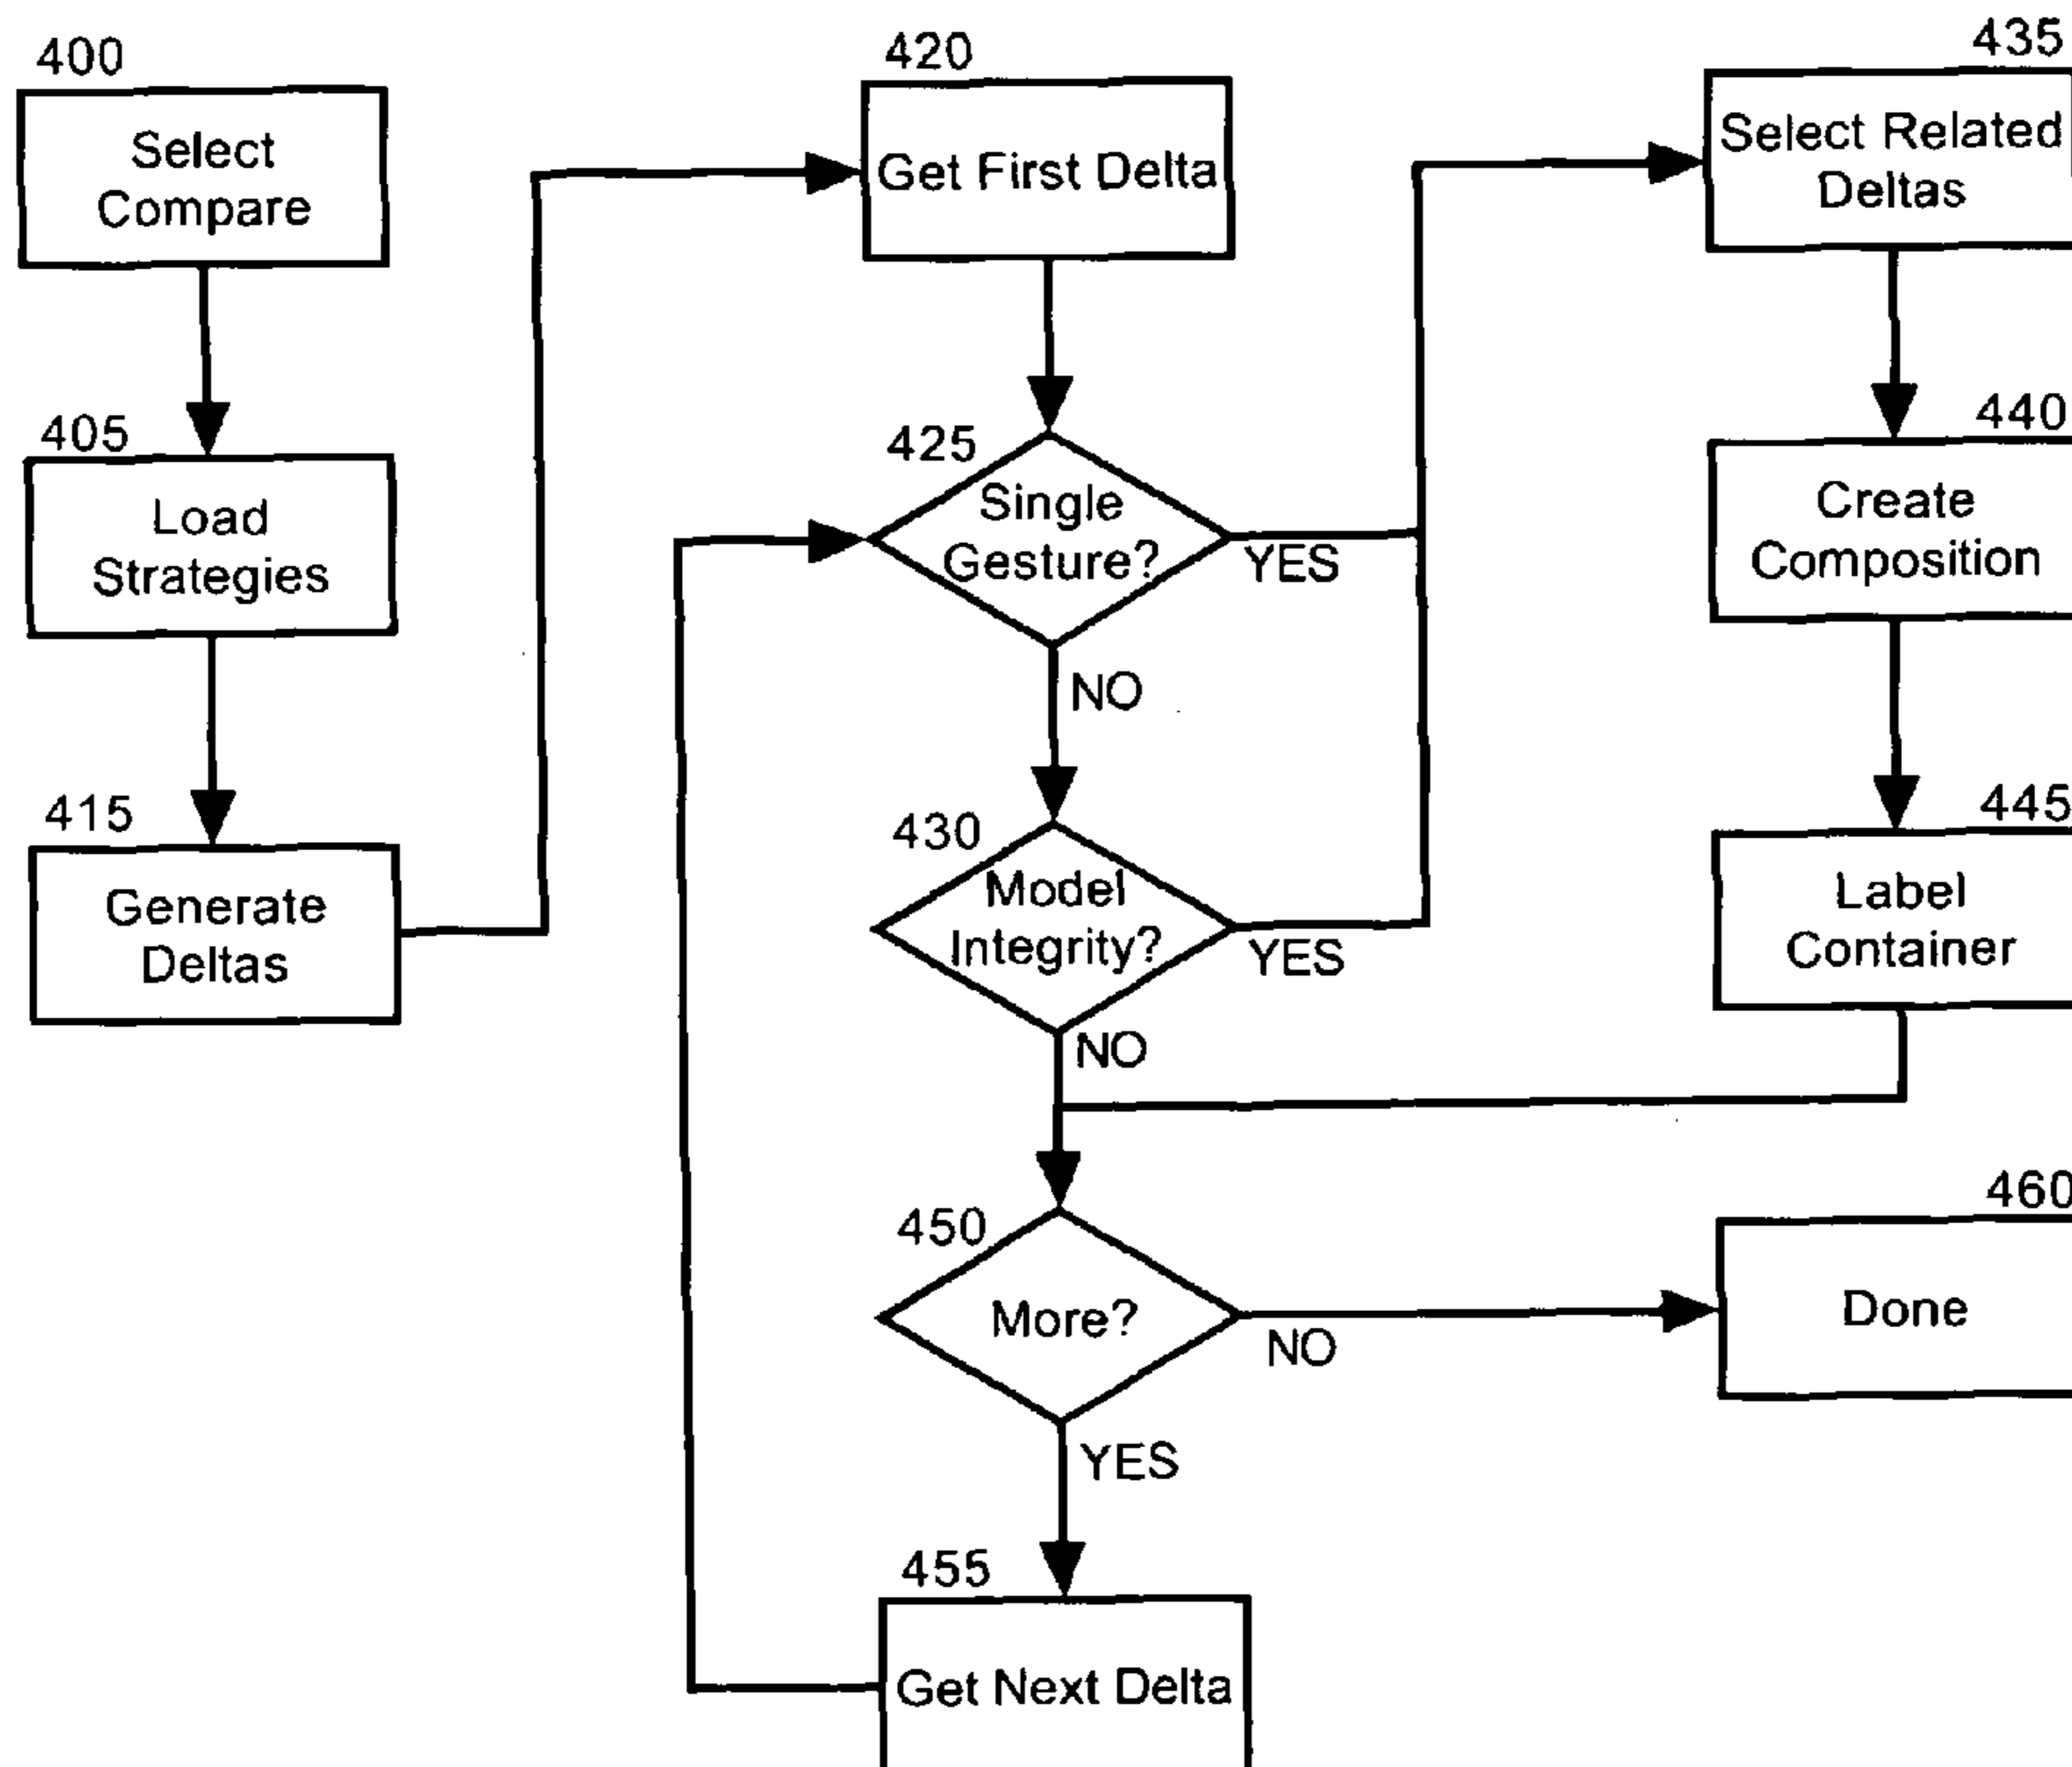 400
Select
Compare
405
Load
Strategies
415
Generate
Deltas
420
Get First Delta
425
Single
Gesture?
YES
NO
430
Model
Integrity?
YES
NO
450
More?
NO
YES
455
Get Next Delta
435
Select Related
Deltas
440
Create
Composition
445
Label
Container
460
Done